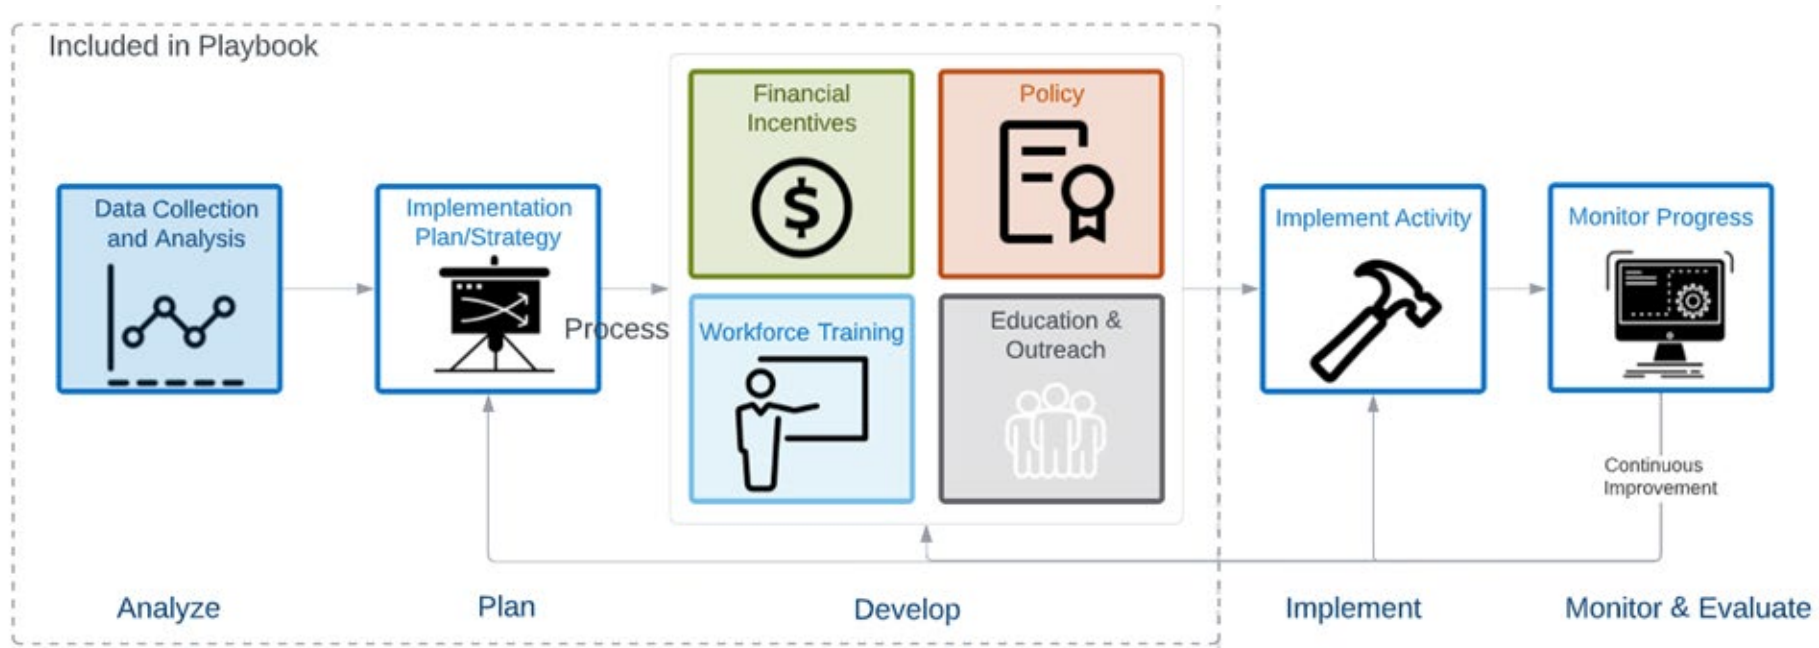 Included in Playbook
Data Collection
and Analysis
Implementation
Plan/Strategy
Process
Financial
Incentives
$
Policy
Workforce Training
Education &
Outreach
Implement Activity
Monitor Progress
Continuous
Improvement
Analyze
Plan
Develop
Implement
Monitor & Evaluate